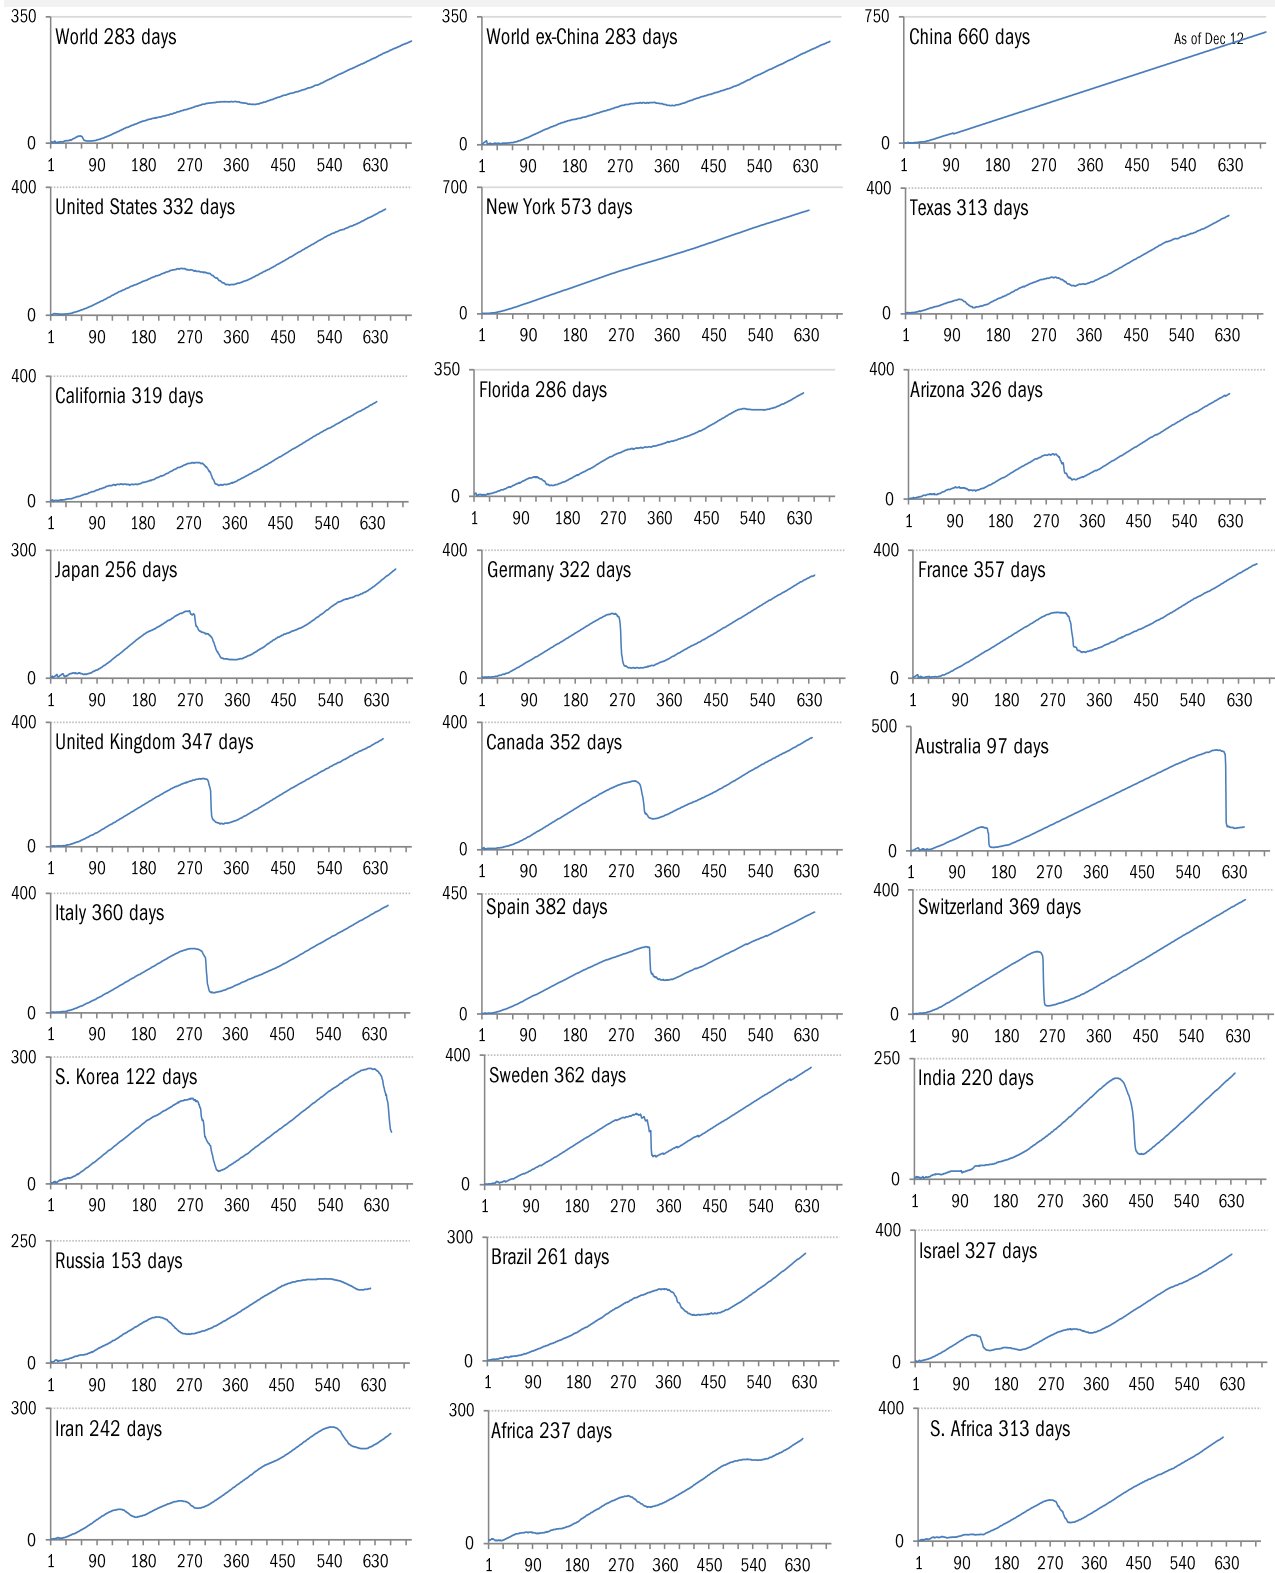 350
World 283 days
0
1 90 180 270 360 450 540 630
350
World ex-China 283 days
0
1 90 180 270 360 450 540 630
750
China 660 days
As of Dec 12
0
1 90 180 270 360 450 540 630
400
United States 332 days
0
1 90 180 270 360 450 540 630
700
New York 573 days
0
1 90 180 270 360 450 540 630
400
Texas 313 days
0
1 90 180 270 360 450 540 630
400
California 319 days
0
1 90 180 270 360 450 540 630
350
Florida 286 days
0
1 90 180 270 360 450 540 630
400
Arizona 326 days
0
1 90 180 270 360 450 540 630
300
Japan 256 days
0
1 90 180 270 360 450 540 630
400
Germany 322 days
0
1 90 180 270 360 450 540 630
400
France 357 days
0
1 90 180 270 360 450 540 630
400
United Kingdom 347 days
0
1 90 180 270 360 450 540 630
400
Canada 352 days
0
1 90 180 270 360 450 540 630
500
Australia 97 days
0
1 90 180 270 360 450 540 630
400
Italy 360 days
0
1 90 180 270 360 450 540 630
450
Spain 382 days
0
1 90 180 270 360 450 540 630
400
Switzerland 369 days
0
1 90 180 270 360 450 540 630
300
S. Korea 122 days
0
1 90 180 270 360 450 540 630
400
Sweden 362 days
0
1 90 180 270 360 450 540 630
250
India 220 days
0
1 90 180 270 360 450 540 630
250
Russia 153 days
0
1 90 180 270 360 450 540 630
300
Brazil 261 days
0
1 90 180 270 360 450 540 630
400
Israel 327 days
0
1 90 180 270 360 450 540 630
300
Iran 242 days
0
1 90 180 270 360 450 540 630
300
Africa 237 days
0
1 90 180 270 360 450 540 630
400
S. Africa 313 days
0
1 90 180 270 360 450 540 630